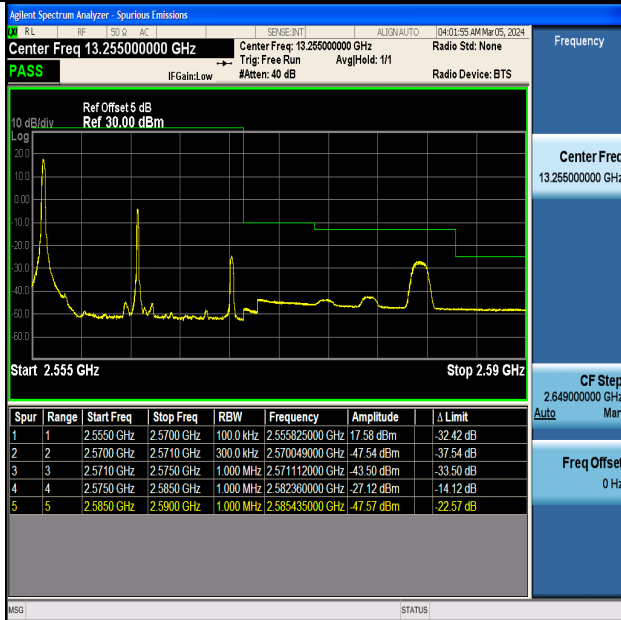 Agilent Spectrum Analyzer - Spurious Emissions
RL RF 50 Ω AC SENSE:INT ALIGN AUTO 04:01:55 AM Mar 05, 2024
Center Freq 13.255000000 GHz
Center Freq: 13.255000000 GHz
Radio Std: None
Trig: Free Run Avg|Hold: 1/1
PASS
IFGain:Low
#Atten: 40 dB
Radio Device: BTS
Ref Offset 5 dB
10 dB/div Ref 30.00 dBm
Log
20.0
10.0
0.00
-10.0
-20.0
-30.0
-40.0
-50.0
-60.0
Start 2.555 GHz Stop 2.59 GHz
Spur Range Start Freq Stop Freq RBW Frequency Amplitude Δ Limit
1 1 2.5550 GHz 2.5700 GHz 100.0 kHz 2.555825000 GHz 17.58 dBm -32.42 dB
2 2 2.5700 GHz 2.5710 GHz 300.0 kHz 2.570049000 GHz -47.54 dBm -37.54 dB
3 3 2.5710 GHz 2.5750 GHz 1.000 MHz 2.571112000 GHz -43.50 dBm -33.50 dB
4 4 2.5750 GHz 2.5850 GHz 1.000 MHz 2.582360000 GHz -27.12 dBm -14.12 dB
5 5 2.5850 GHz 2.5900 GHz 1.000 MHz 2.585435000 GHz -47.57 dBm -22.57 dB
Frequency
Center Freq
13.255000000 GHz
CF Step
2.649000000 GHz
Auto Man
Freq Offset
0 Hz
MSG STATUS